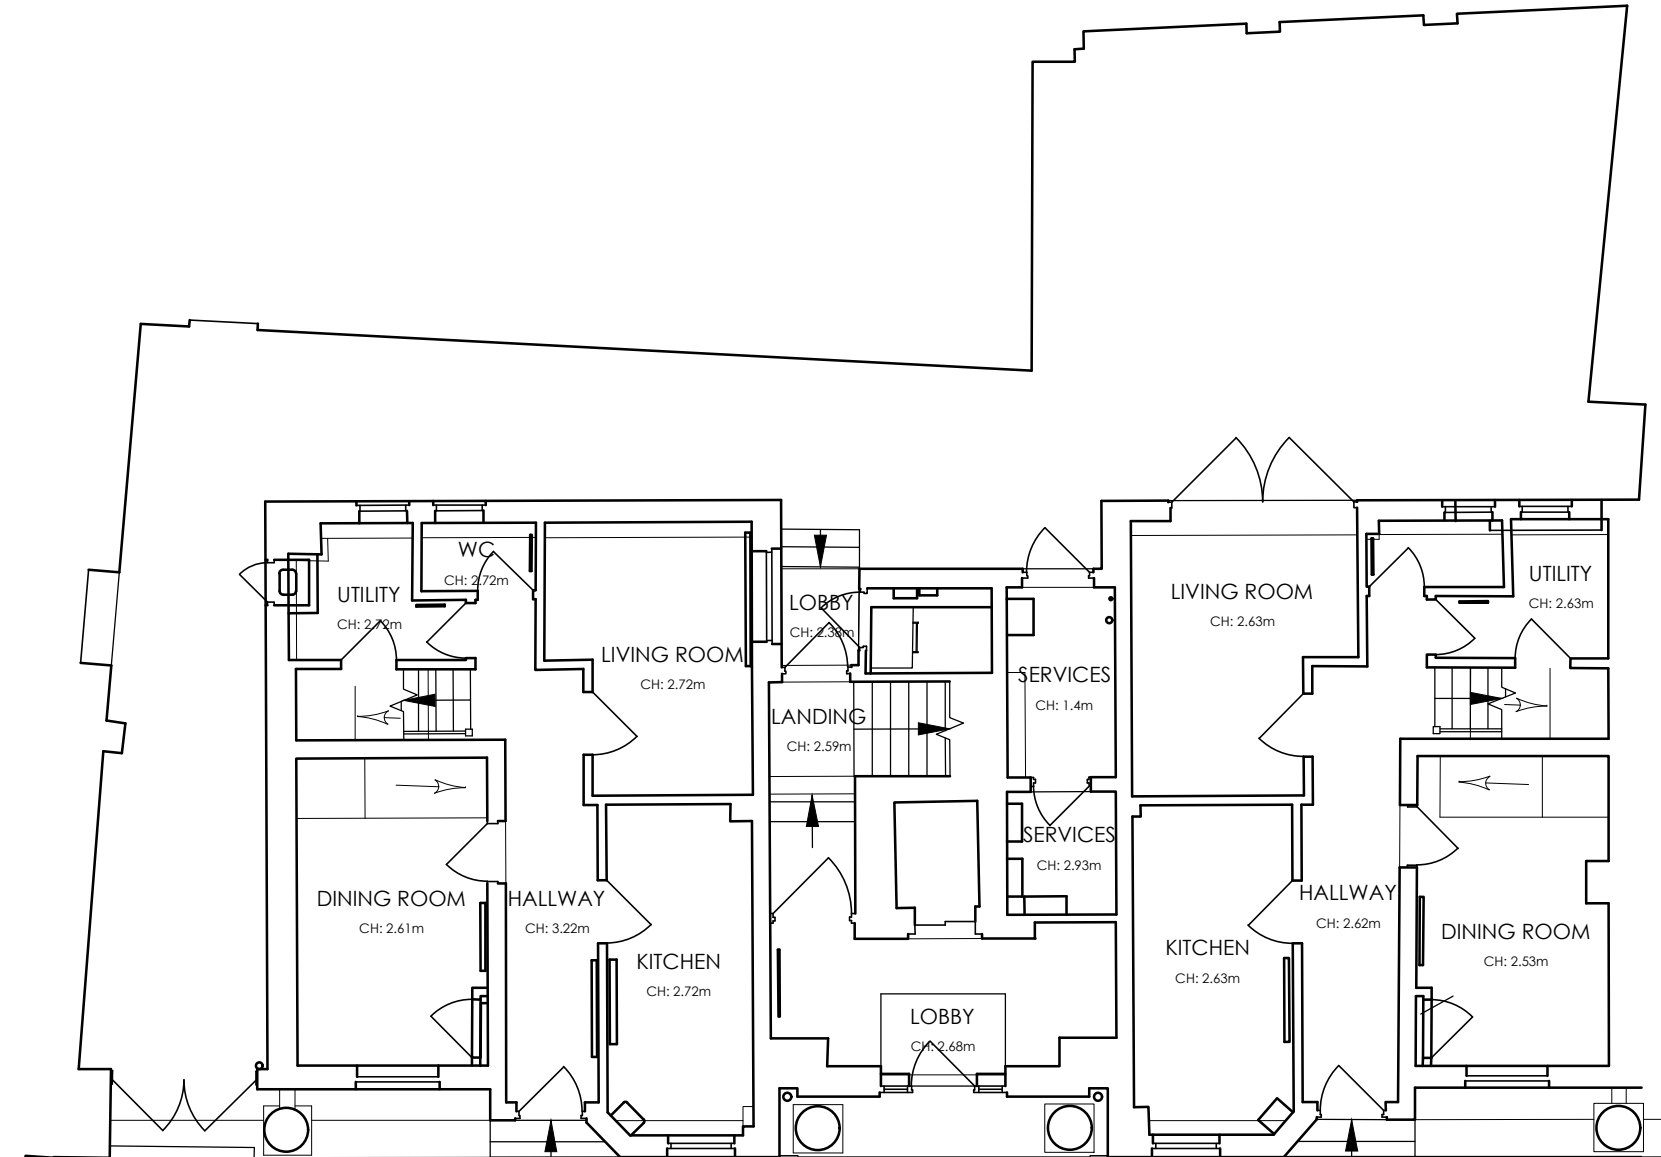 WC
CH: 2.72m
UTILITY
CH: 2.72m
LIVING ROOM
CH: 2.72m
LOBBY
CH: 2.38m
LANDING
CH: 2.59m
SERVICES
CH: 1.4m
SERVICES
CH: 2.93m
LIVING ROOM
CH: 2.63m
UTILITY
CH: 2.63m
DINING ROOM
CH: 2.61m
HALLWAY
CH: 3.22m
KITCHEN
CH: 2.72m
LOBBY
CH: 2.68m
KITCHEN
CH: 2.63m
HALLWAY
CH: 2.62m
DINING ROOM
CH: 2.53m